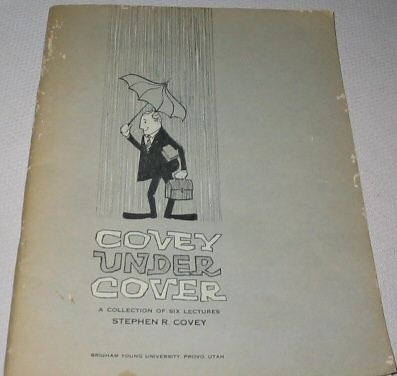 COVEY
UNDER
COVER
A COLLECTION OF SIX LECTURES
STEPHEN R. COVEY
BRIGHAM YOUNG UNIVERSITY, PROVO, UTAH